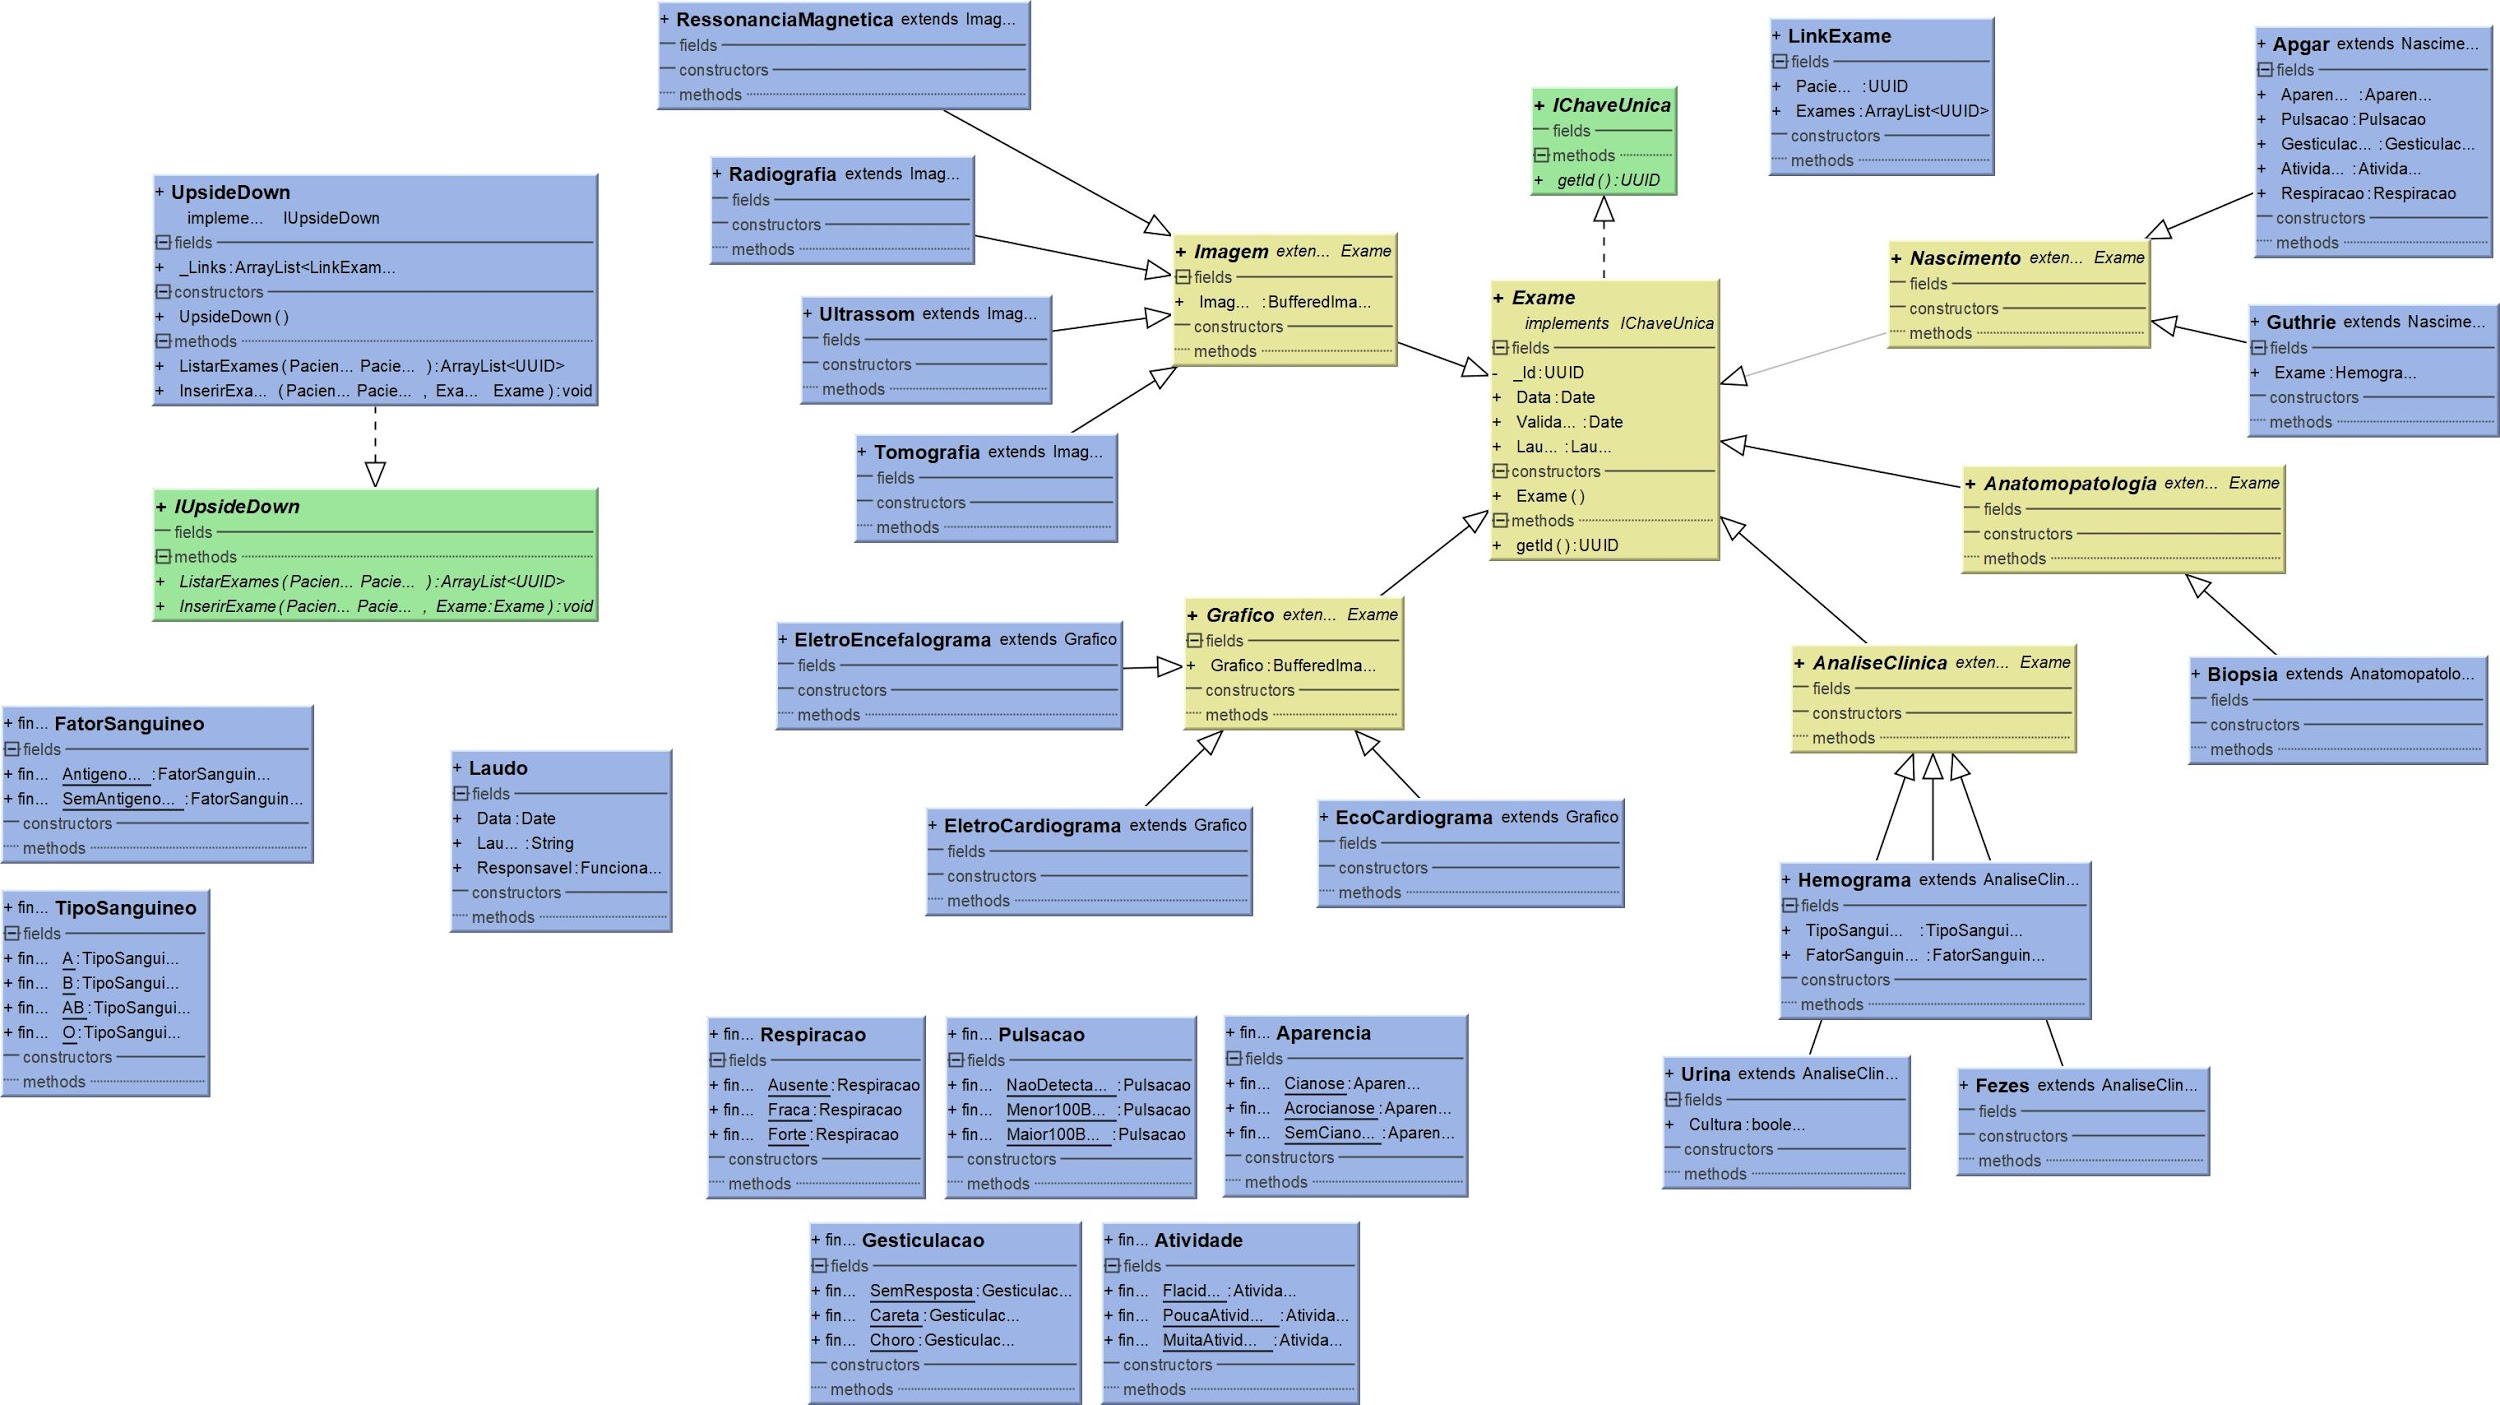 + RessonanciaMagnetica extends Imag...
fields
constructors
methods
+ Radiografia extends Imag...
fields
constructors
methods
+ Ultrassom extends Imag...
fields
constructors
methods
+ Tomografia extends Imag...
fields
constructors
methods
+ UpsideDown
impleme... IUpsideDown
fields
+ _Links:ArrayList<LinkExam...
constructors
+ UpsideDown()
methods
+ ListarExames(Pacien... Pacie... ):ArrayList<UUID>
+ InserirExa... (Pacien... Pacie... , Exa... Exame):void
+ IUpsideDown
fields
methods
+ ListarExames(Pacien... Pacie... ):ArrayList<UUID>
+ InserirExame(Pacien... Pacie... , Exame:Exame):void
+ Imagem exten... Exame
fields
+ Imag... :BufferedIma...
constructors
methods
+ IChaveUnica
fields
methods
+ getId():UUID
+ Exame
implements IChaveUnica
fields
- _Id:UUID
+ Data:Date
+ Valida... :Date
+ Lau... :Lau...
constructors
+ Exame()
methods
+ getId():UUID
+ LinkExame
fields
+ Pacie... :UUID
+ Exames:ArrayList<UUID>
constructors
methods
+ Apgar extends Nascime...
fields
+ Aparen... :Aparen...
+ Pulsacao:Pulsacao
+ Gesticulac... :Gesticulac...
+ Ativida... :Ativida...
+ Respiracao:Respiracao
constructors
methods
+ Nascimento exten... Exame
fields
constructors
methods
+ Guthrie extends Nascime...
fields
+ Exame:Hemogra...
constructors
methods
+ Anatomopatologia exten... Exame
fields
constructors
methods
+ Biopsia extends Anatomopatolo...
fields
constructors
methods
+ Grafico exten... Exame
fields
+ Grafico:BufferedIma...
constructors
methods
+ EletroEncefalograma extends Grafico
fields
constructors
methods
+ EletroCardiograma extends Grafico
fields
constructors
methods
+ EcoCardiograma extends Grafico
fields
constructors
methods
+ AnaliseClinica exten... Exame
fields
constructors
methods
+ Hemograma extends AnaliseClin...
fields
+ TipoSangui... :TipoSangui...
+ FatorSanguin... :FatorSanguin...
constructors
methods
+ Urina extends AnaliseClin...
fields
+ Cultura:boole...
constructors
methods
+ Fezes extends AnaliseClin...
fields
constructors
methods
+ fin... FatorSanguineo
fields
+ fin... Antigeno... :FatorSanguin...
+ fin... SemAntigeno... :FatorSanguin...
constructors
methods
+ fin... TipoSanguineo
fields
+ fin... A:TipoSangui...
+ fin... B:TipoSangui...
+ fin... AB:TipoSangui...
+ fin... O:TipoSangui...
constructors
methods
+ Laudo
fields
+ Data:Date
+ Lau... :String
+ Responsavel:Funciona...
constructors
methods
+ fin... Respiracao
fields
+ fin... Ausente:Respiracao
+ fin... Fraca:Respiracao
+ fin... Forte:Respiracao
constructors
methods
+ fin... Pulsacao
fields
+ fin... NaoDetecta... :Pulsacao
+ fin... Menor100B... :Pulsacao
+ fin... Maior100B... :Pulsacao
constructors
methods
+ fin... Aparencia
fields
+ fin... Cianose:Aparen...
+ fin... Acrocianose:Aparen...
+ fin... SemCiano... :Aparen...
constructors
methods
+ fin... Gesticulacao
fields
+ fin... SemResposta:Gesticulac...
+ fin... Careta:Gesticulac...
+ fin... Choro:Gesticulac...
constructors
methods
+ fin... Atividade
fields
+ fin... Flacid... :Ativida...
+ fin... PoucaAtivid... :Ativida...
+ fin... MuitaAtivid... :Ativida...
constructors
methods